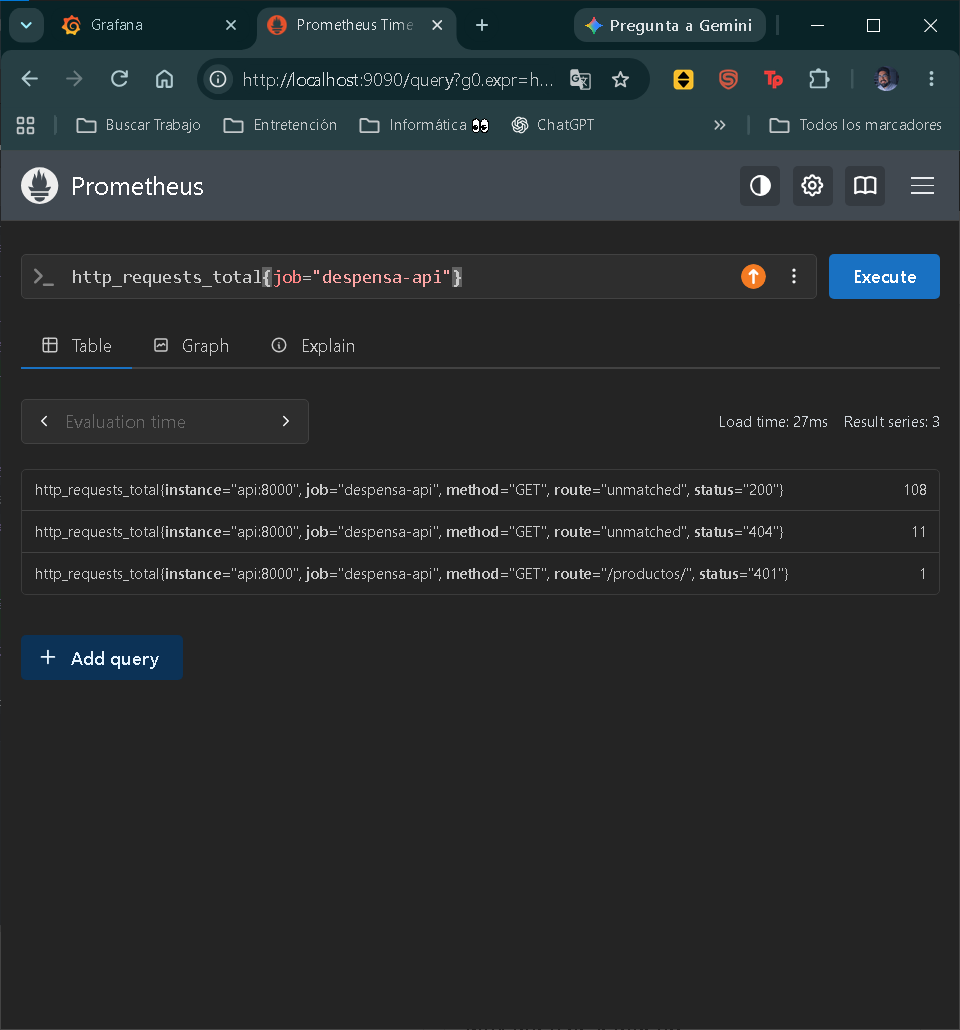 Grafana
Prometheus Time
Pregunta a Gemini
http://localhost:9090/query?g0.expr=h...
Buscar Trabajo
Entretención
Informática 👀
ChatGPT
Todos los marcadores
Prometheus
http_requests_total{job="despensa-api"}
Execute
Table
Graph
Explain
Evaluation time
Load time: 27ms Result series: 3
http_requests_total{instance="api:8000", job="despensa-api", method="GET", route="unmatched", status="200"} 108
http_requests_total{instance="api:8000", job="despensa-api", method="GET", route="unmatched", status="404"} 11
http_requests_total{instance="api:8000", job="despensa-api", method="GET", route="/productos/", status="401"} 1
Add query